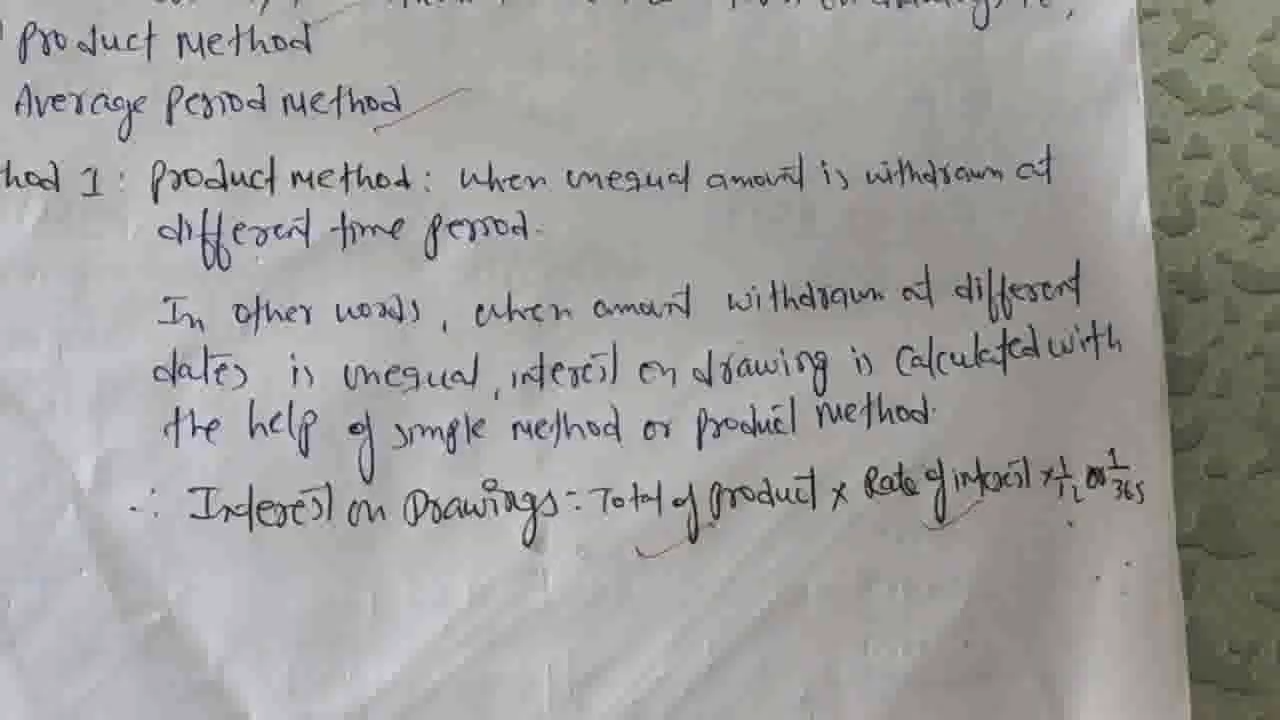 Product Method
Average Period Method
hod 1: Product method: when unequal amount is withdrawn at
different time period.
In other words, when amount withdrawn at different
dates is unequal, interest on drawing is calculated with
the help of simple method or product method.
∴ Interest on Drawings = Total of product × Rate of interest × 1/12 or 1/365